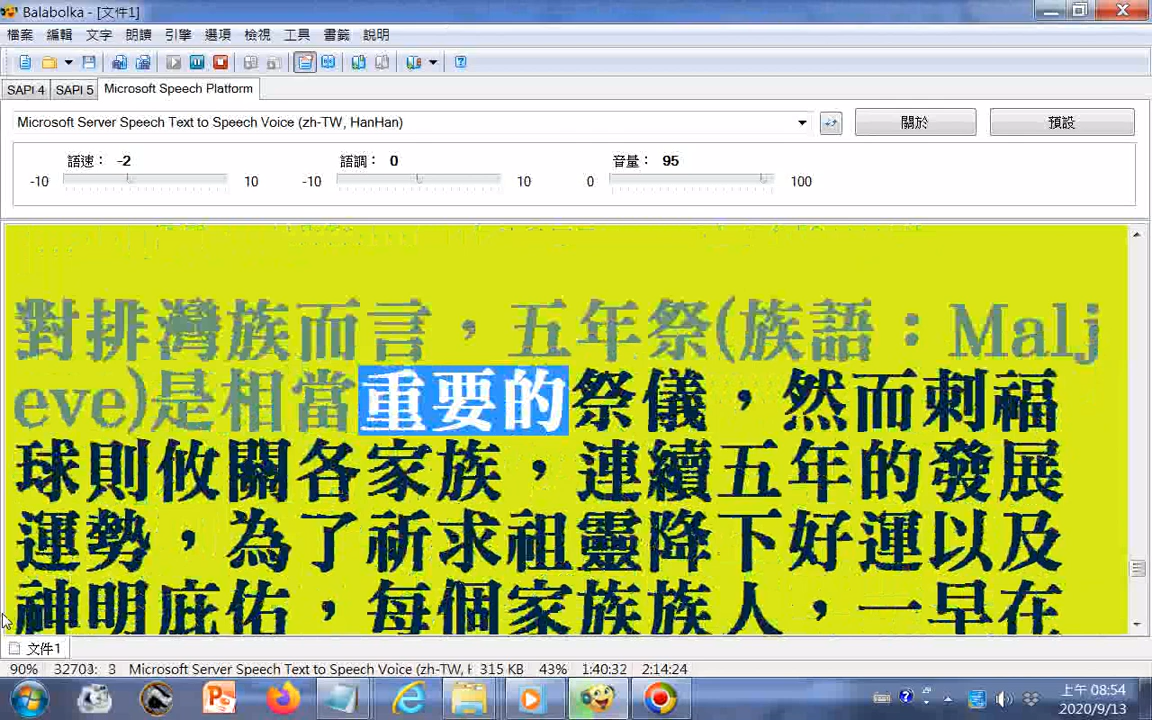 Balabolka - [文件1]
檔案 編輯 文字 朗讀 引擎 選項 檢視 工具 書籤 說明
SAPI 4 SAPI 5 Microsoft Speech Platform
Microsoft Server Speech Text to Speech Voice (zh-TW, HanHan) 關於 預設
語速： -2 語調： 0 音量： 95
-10 10 -10 10 0 100
對排灣族而言，五年祭(族語：Malj
eve)是相當重要的祭儀，然而刺福
球則攸關各家族，連續五年的發展
運勢，為了祈求祖靈降下好運以及
神明庇佑，每個家族族人，一早在
文件1
90% 32703: 3 Microsoft Server Speech Text to Speech Voice (zh-TW, H 315 KB 43% 1:40:32 2:14:24
上午 08:54
2020/9/13